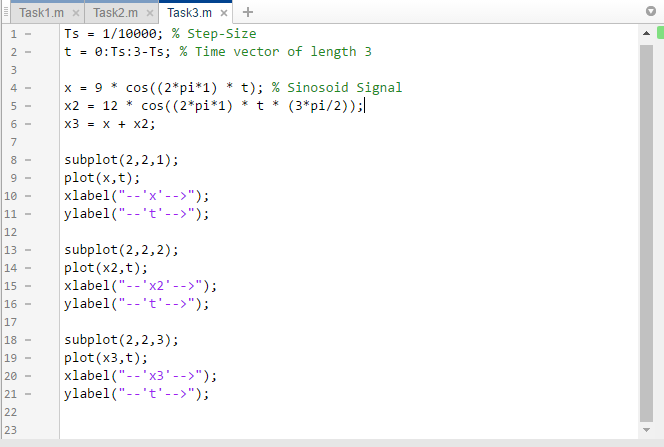 Task1.m × Task2.m × Task3.m × +
1 – Ts = 1/10000; % Step-Size
2 – t = 0:Ts:3-Ts; % Time vector of length 3
3
4 – x = 9 * cos((2*pi*1) * t); % Sinosoid Signal
5 – x2 = 12 * cos((2*pi*1) * t * (3*pi/2));
6 – x3 = x + x2;
7
8 – subplot(2,2,1);
9 – plot(x,t);
10 – xlabel("--'x'-->");
11 – ylabel("--'t'-->");
12
13 – subplot(2,2,2);
14 – plot(x2,t);
15 – xlabel("--'x2'-->");
16 – ylabel("--'t'-->");
17
18 – subplot(2,2,3);
19 – plot(x3,t);
20 – xlabel("--'x3'-->");
21 – ylabel("--'t'-->");
22
23